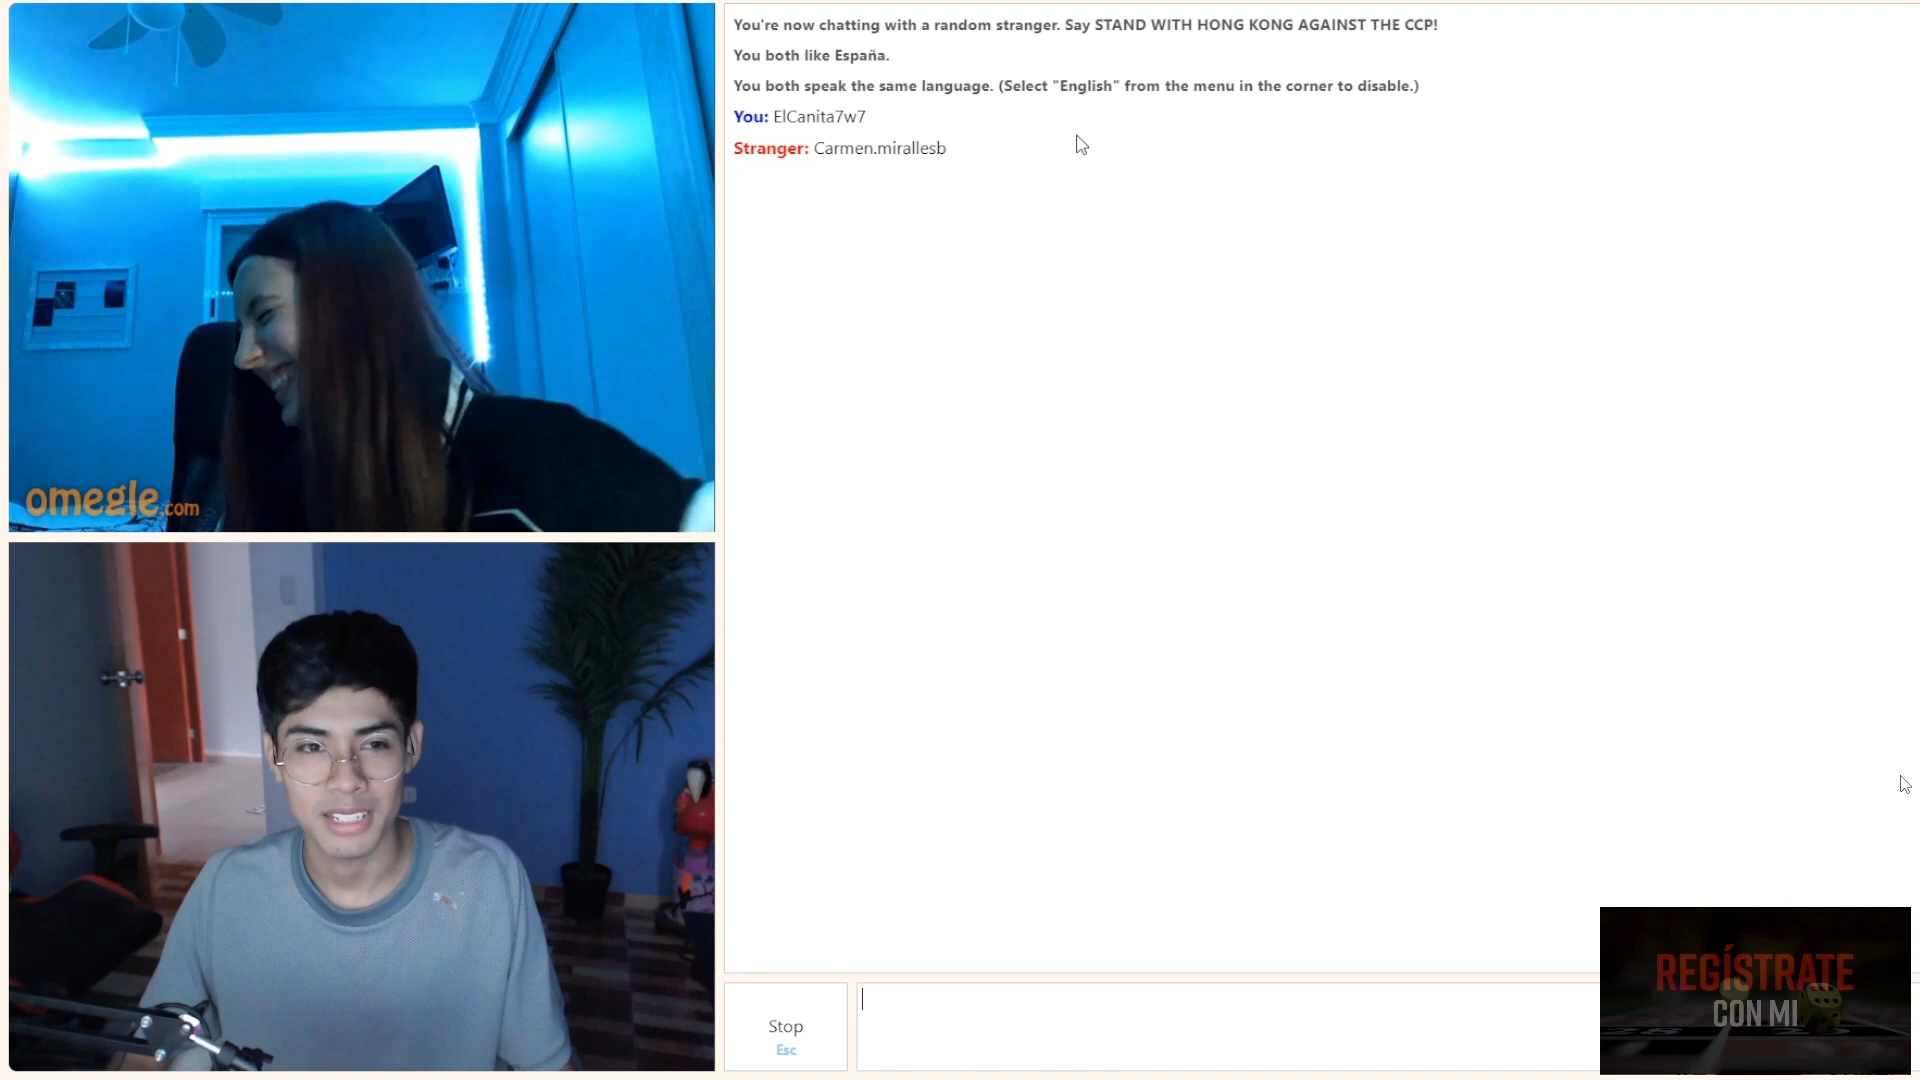 You're now chatting with a random stranger. Say STAND WITH HONG KONG AGAINST THE CCP!
You both like España.
You both speak the same language. (Select "English" from the menu in the corner to disable.)
You: ElCanita7w7
Stranger: Carmen.mirallesb
omegle.com
Stop
Esc
REGÍSTRATE
CON MI